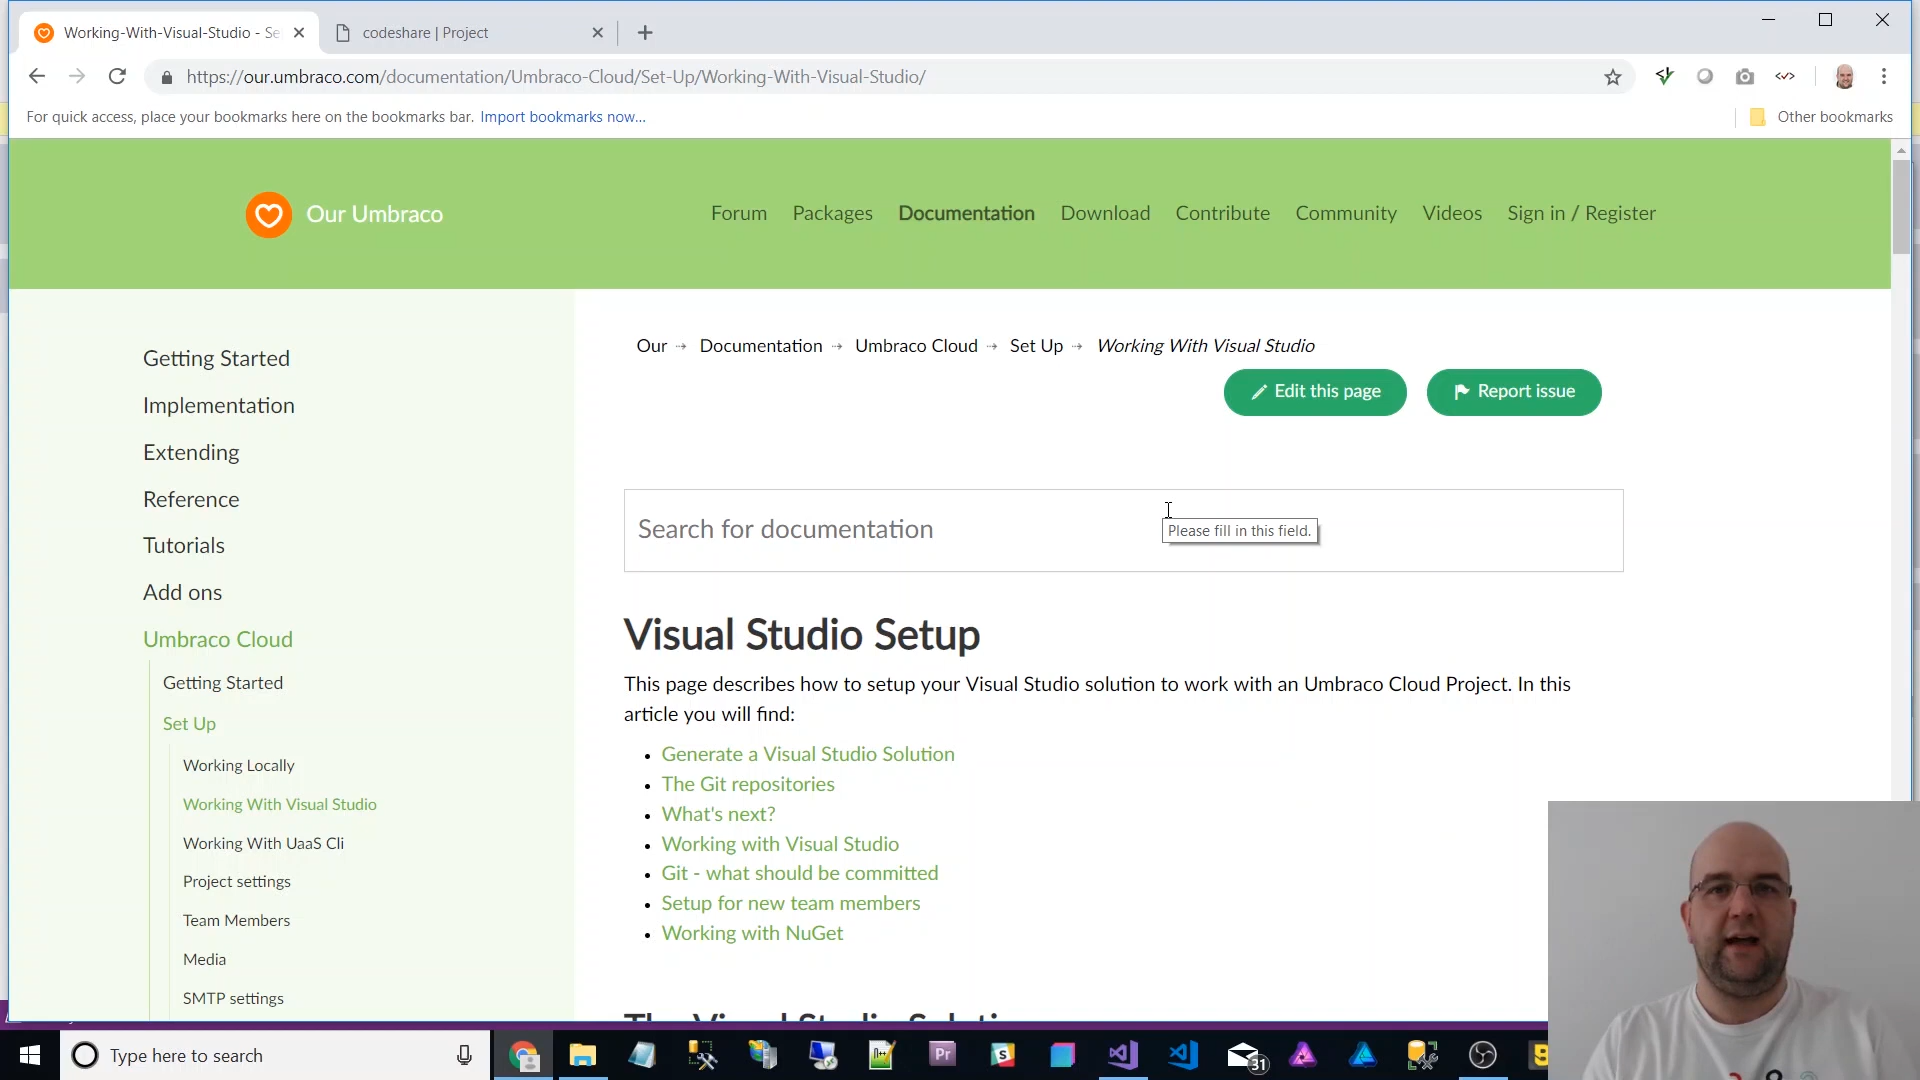 Working-With-Visual-Studio - Se
codeshare | Project
https://our.umbraco.com/documentation/Umbraco-Cloud/Set-Up/Working-With-Visual-Studio/
For quick access, place your bookmarks here on the bookmarks bar. Import bookmarks now...
Other bookmarks
Our Umbraco
Forum Packages Documentation Download Contribute Community Videos Sign in / Register
Getting Started
Implementation
Extending
Reference
Tutorials
Add ons
Umbraco Cloud
Getting Started
Set Up
Working Locally
Working With Visual Studio
Working With UaaS Cli
Project settings
Team Members
Media
SMTP settings
Our → Documentation → Umbraco Cloud → Set Up → Working With Visual Studio
Edit this page
Report issue
Search for documentation
Please fill in this field.
Visual Studio Setup
This page describes how to setup your Visual Studio solution to work with an Umbraco Cloud Project. In this
article you will find:
• Generate a Visual Studio Solution
• The Git repositories
• What's next?
• Working with Visual Studio
• Git - what should be committed
• Setup for new team members
• Working with NuGet
Type here to search
Pr
S
31